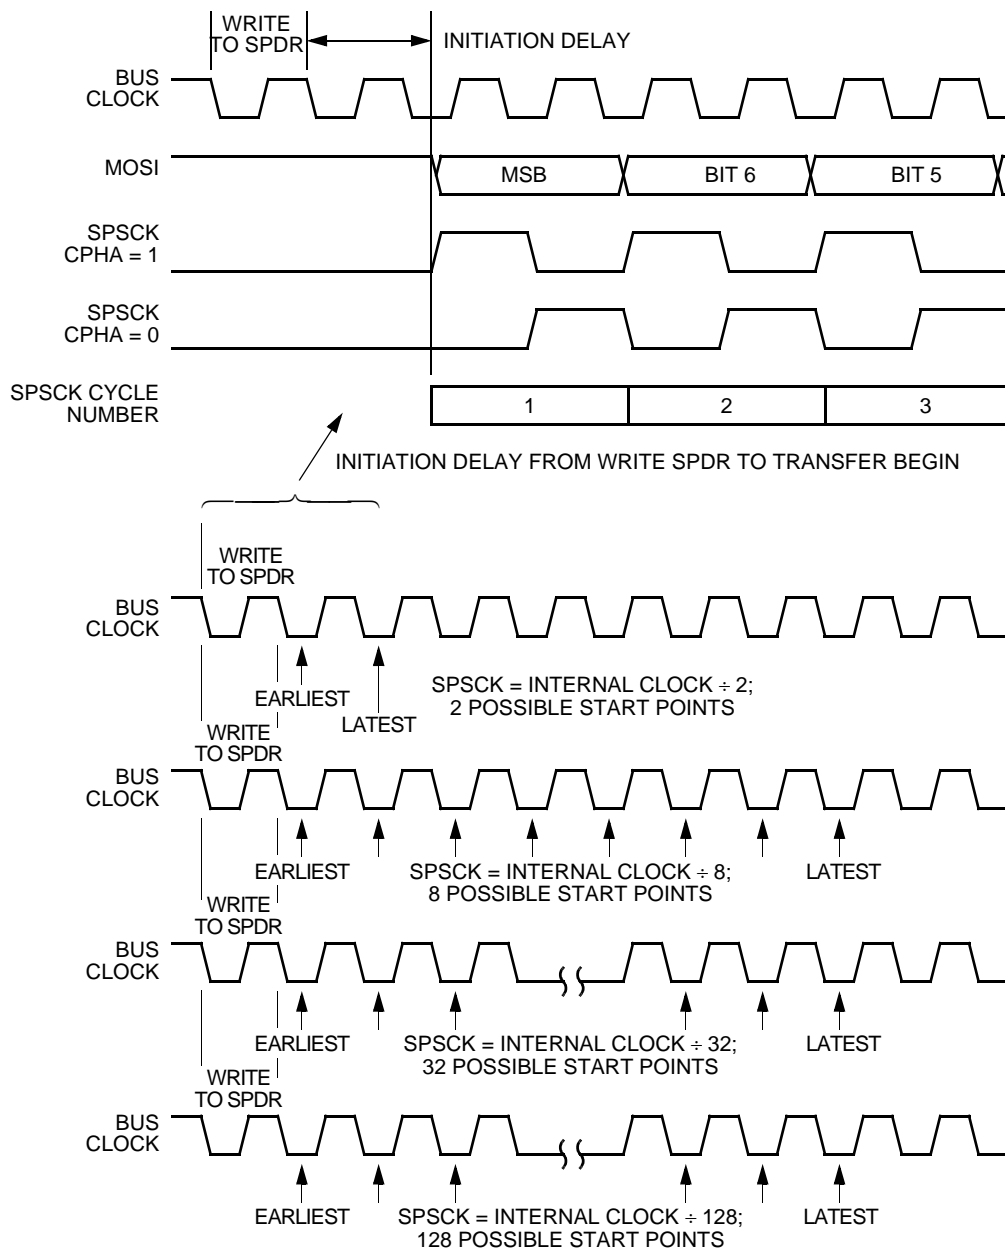 WRITE
TO SPDR
INITIATION DELAY
BUS
CLOCK
MOSI
MSB
BIT 6
BIT 5
SPSCK
CPHA = 1
SPSCK
CPHA = 0
SPSCK CYCLE
NUMBER
1
2
3
INITIATION DELAY FROM WRITE SPDR TO TRANSFER BEGIN
WRITE
TO SPDR
BUS
CLOCK
EARLIEST
LATEST
SPSCK = INTERNAL CLOCK ÷ 2;
2 POSSIBLE START POINTS
WRITE
TO SPDR
BUS
CLOCK
EARLIEST
SPSCK = INTERNAL CLOCK ÷ 8;
8 POSSIBLE START POINTS
LATEST
WRITE
TO SPDR
BUS
CLOCK
EARLIEST
SPSCK = INTERNAL CLOCK ÷ 32;
32 POSSIBLE START POINTS
LATEST
WRITE
TO SPDR
BUS
CLOCK
EARLIEST
SPSCK = INTERNAL CLOCK ÷ 128;
128 POSSIBLE START POINTS
LATEST